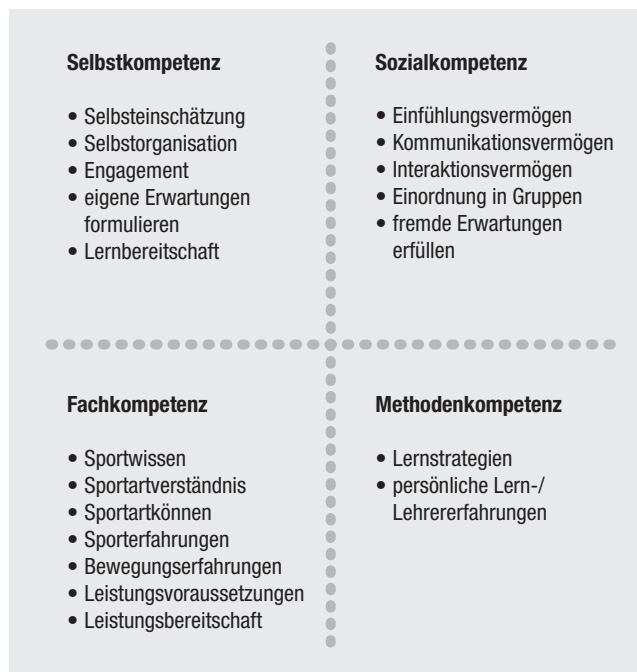 Selbstkompetenz
• Selbsteinschätzung
• Selbstorganisation
• Engagement
• eigene Erwartungen
formulieren
• Lernbereitschaft
Sozialkompetenz
• Einfühlungsvermögen
• Kommunikationsvermögen
• Interaktionsvermögen
• Einordnung in Gruppen
• fremde Erwartungen
erfüllen
Fachkompetenz
• Sportwissen
• Sportartverständnis
• Sportartkönnen
• Sporterfahrungen
• Bewegungserfahrungen
• Leistungsvoraussetzungen
• Leistungsbereitschaft
Methodenkompetenz
• Lernstrategien
• persönliche Lern-/
Lehrererfahrungen